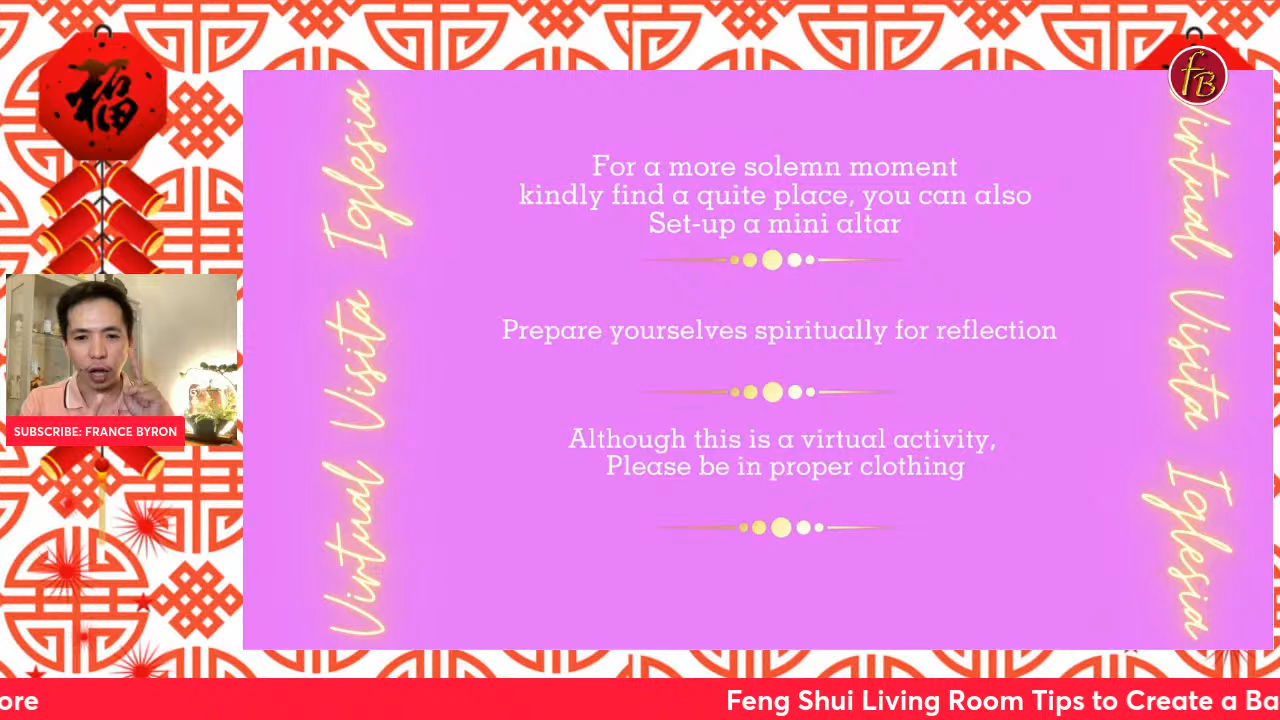 福
fB
Virtual Visita Iglesia
For a more solemn moment
kindly find a quite place, you can also
Set-up a mini altar
Prepare yourselves spiritually for reflection
Although this is a virtual activity,
Please be in proper clothing
Virtual Visita Iglesia
SUBSCRIBE: FRANCE BYRON
ore
Feng Shui Living Room Tips to Create a Ba